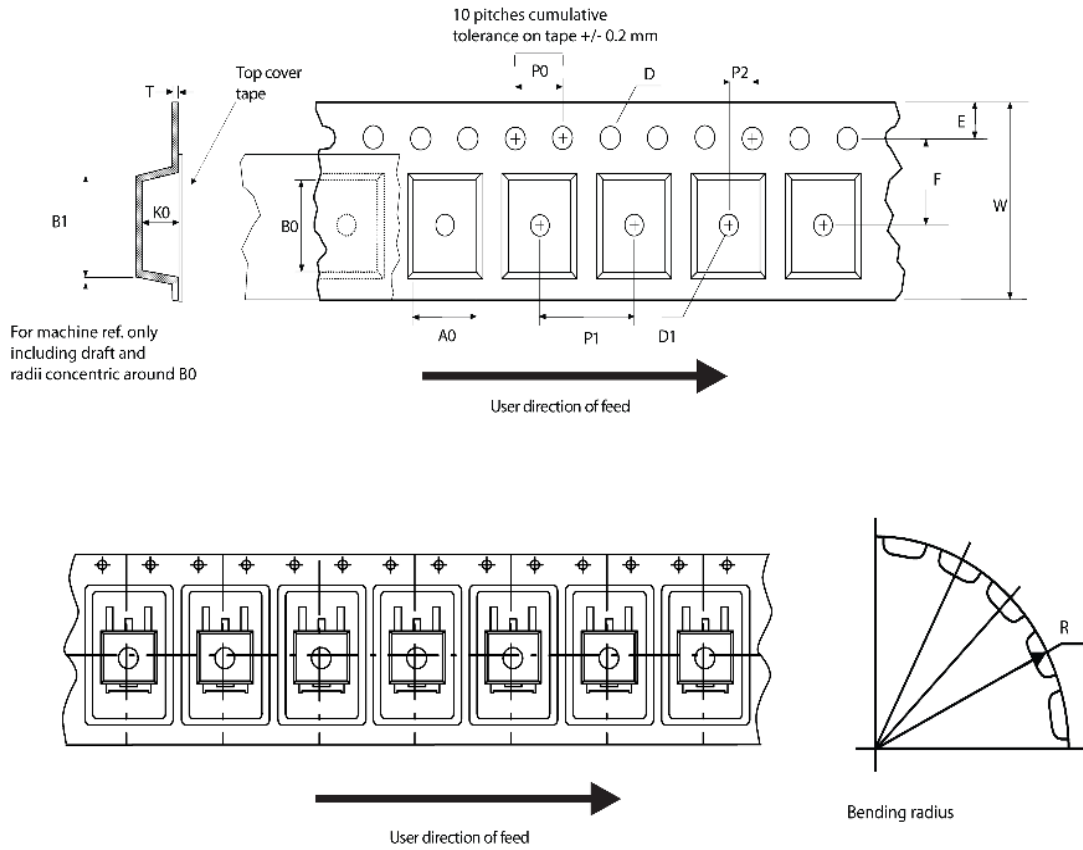 10 pitches cumulative
tolerance on tape +/- 0.2 mm
P0
D
P2
T
Top cover
tape
E
F
W
B1
K0
B0
A0
P1
D1
For machine ref. only
including draft and
radii concentric around B0
User direction of feed
R
Bending radius
User direction of feed